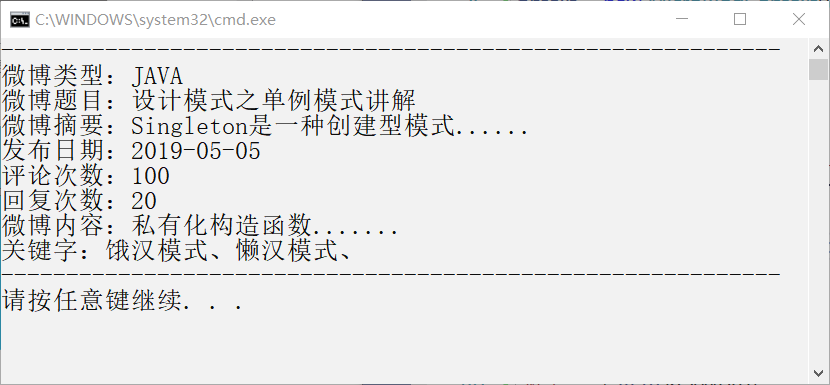 C:\WINDOWS\system32\cmd.exe
------------------------------------------------------------
微博类型：JAVA
微博题目：设计模式之单例模式讲解
微博摘要：Singleton是一种创建型模式......
发布日期：2019-05-05
评论次数：100
回复次数：20
微博内容：私有化构造函数.......
关键字：饿汉模式、懒汉模式、
------------------------------------------------------------
请按任意键继续. . .